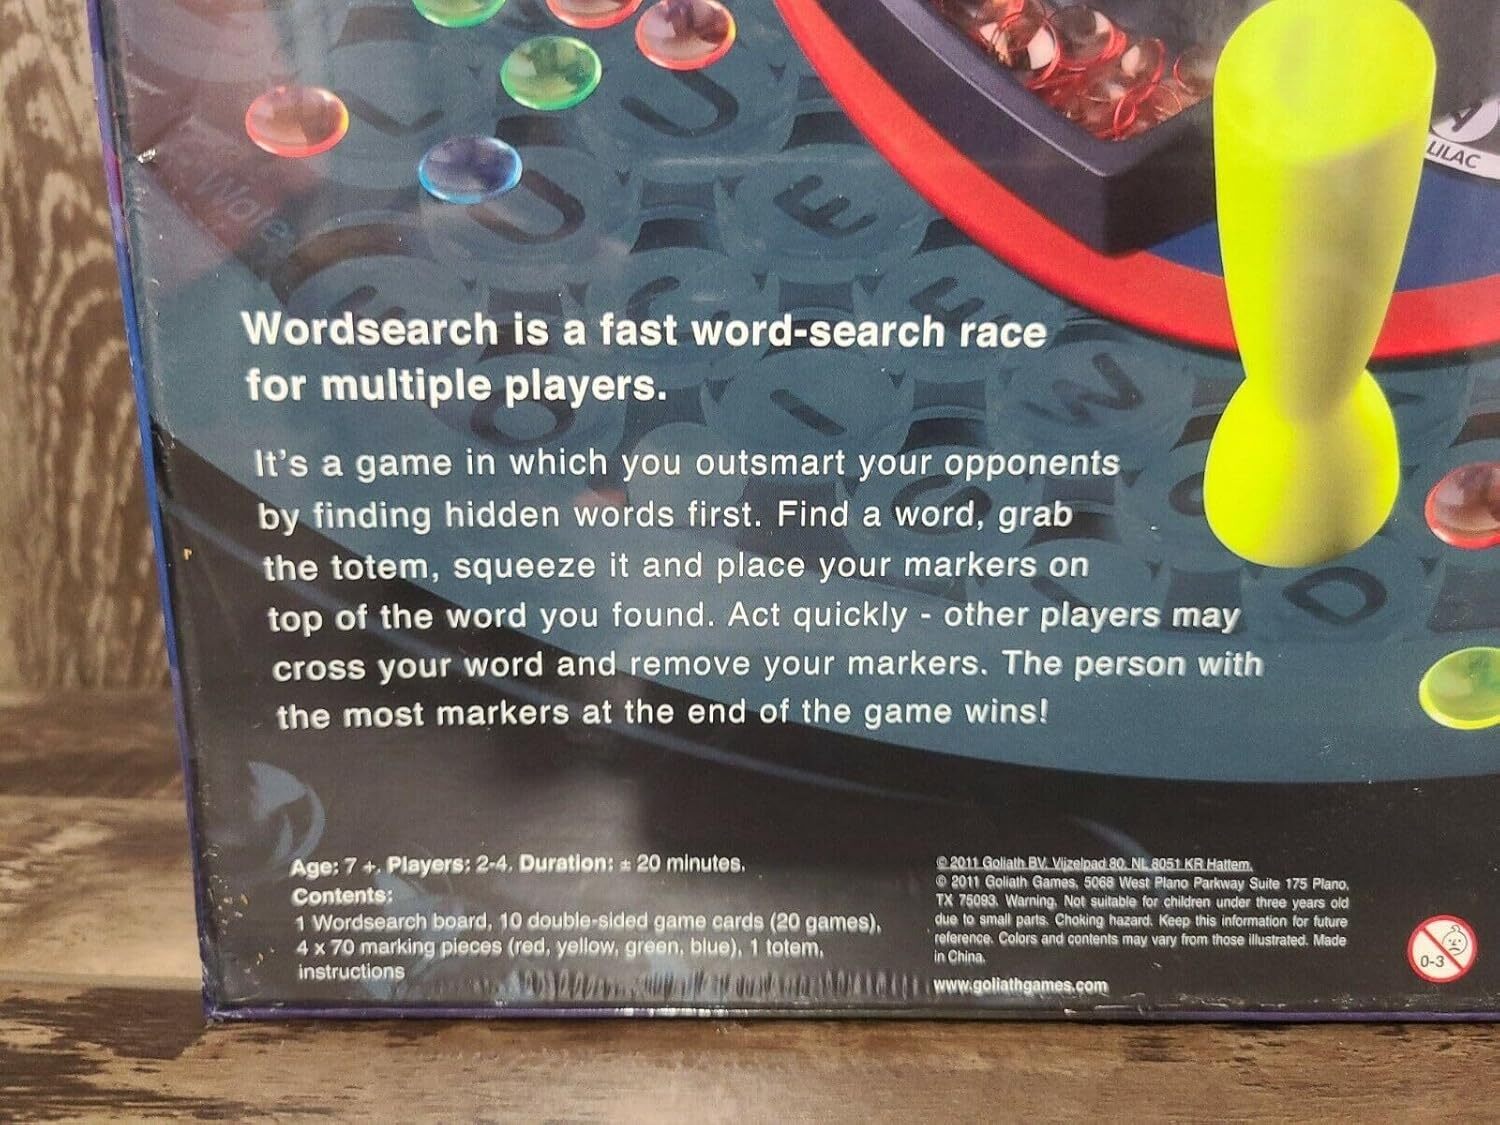 LILAC
Wordsearch is a fast word-search race
for multiple players.
It's a game in which you outsmart your opponents
by finding hidden words first. Find a word, grab
the totem, squeeze it and place your markers on
top of the word you found. Act quickly - other players may
cross your word and remove your markers. The person with
the most markers at the end of the game wins!
Age: 7 +, Players: 2-4, Duration: ± 20 minutes.
Contents:
1 Wordsearch board, 10 double-sided game cards (20 games),
4 x 70 marking pieces (red, yellow, green, blue), 1 totem,
instructions
© 2011 Goliath BV. Vijzelpad 80. NL 8051 KR Hattem.
© 2011 Goliath Games, 5068 West Plano Parkway Suite 175 Plano,
TX 75093. Warning. Not suitable for children under three years old
due to small parts. Choking hazard. Keep this information for future
reference. Colors and contents may vary from those illustrated. Made
in China.
www.goliathgames.com
0-3